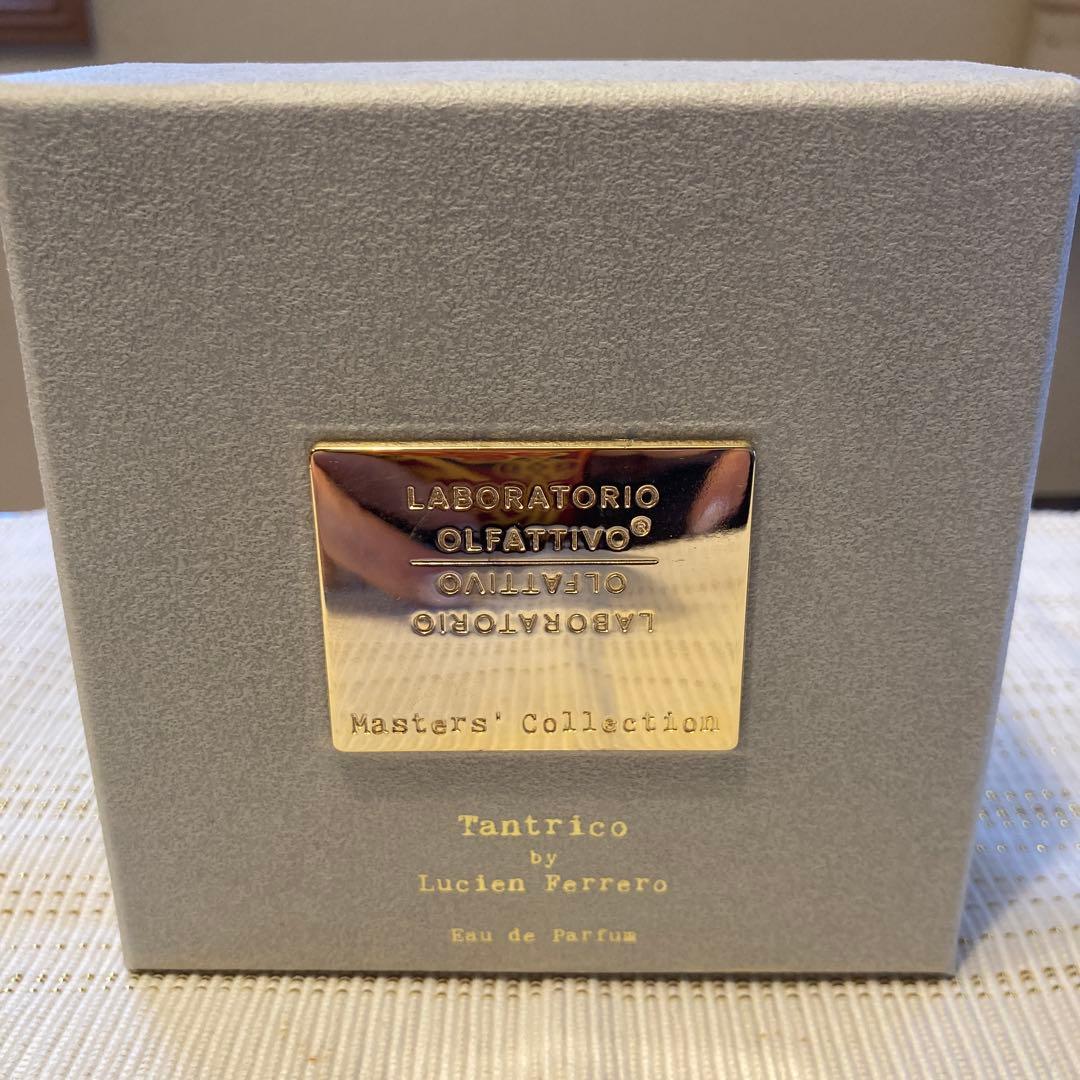 LABORATORIO
OLFATTIVO®
OLFATTIVO
LABORATORIO
Masters' Collection
Tantrico
by
Lucien Ferrero
Eau de Parfum